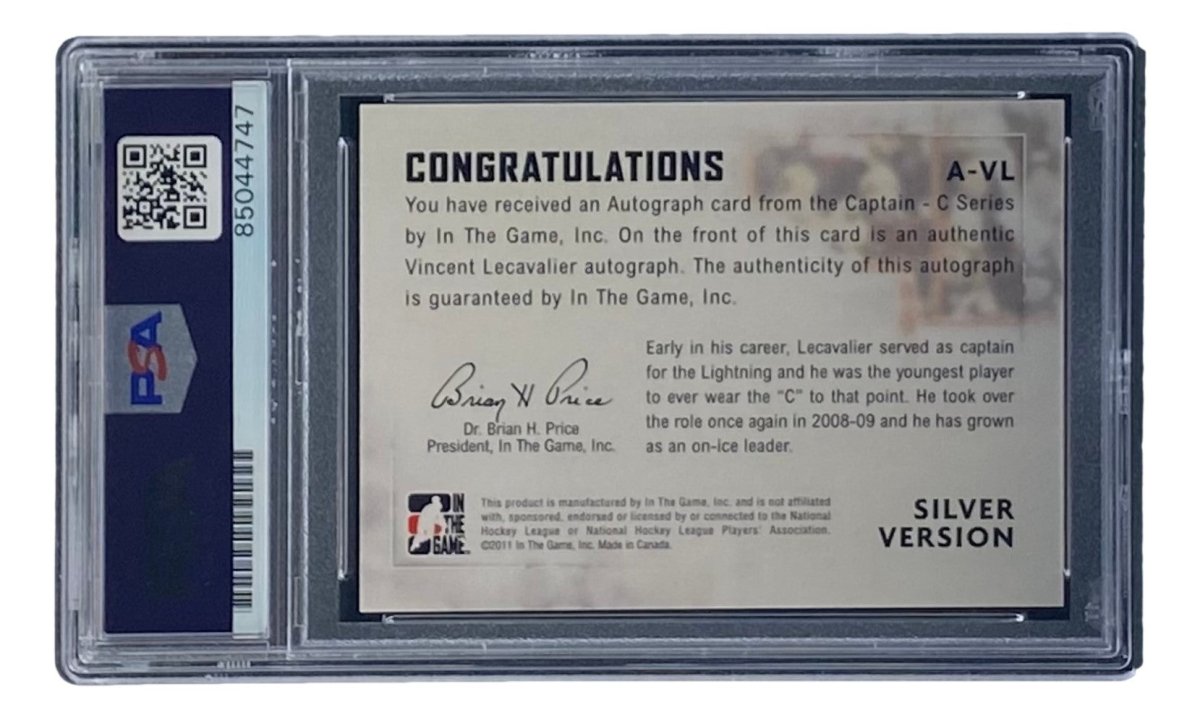 85044747
PSA
CONGRATULATIONS
A-VL
You have received an Autograph card from the Captain - C Series
by In The Game, Inc. On the front of this card is an authentic
Vincent Lecavalier autograph. The authenticity of this autograph
is guaranteed by In The Game, Inc.
Early in his career, Lecavalier served as captain
for the Lightning and he was the youngest player
to ever wear the "C" to that point. He took over
the role once again in 2008-09 and he has grown
as an on-ice leader.
Brian H Price
Dr. Brian H. Price
President, In The Game, Inc.
IN
THE
GAME
This product is manufactured by In The Game, Inc. and is not affiliated
with, sponsored, endorsed or licensed by or connected to the National
Hockey League or National Hockey League Players' Association.
©2011 In The Game, Inc. Made in Canada.
SILVER
VERSION